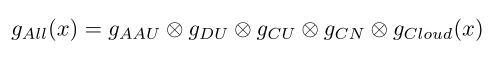 g_{All}(x) = g_{AAU} ⊗ g_{DU} ⊗ g_{CU} ⊗ g_{CN} ⊗ g_{Cloud}(x)